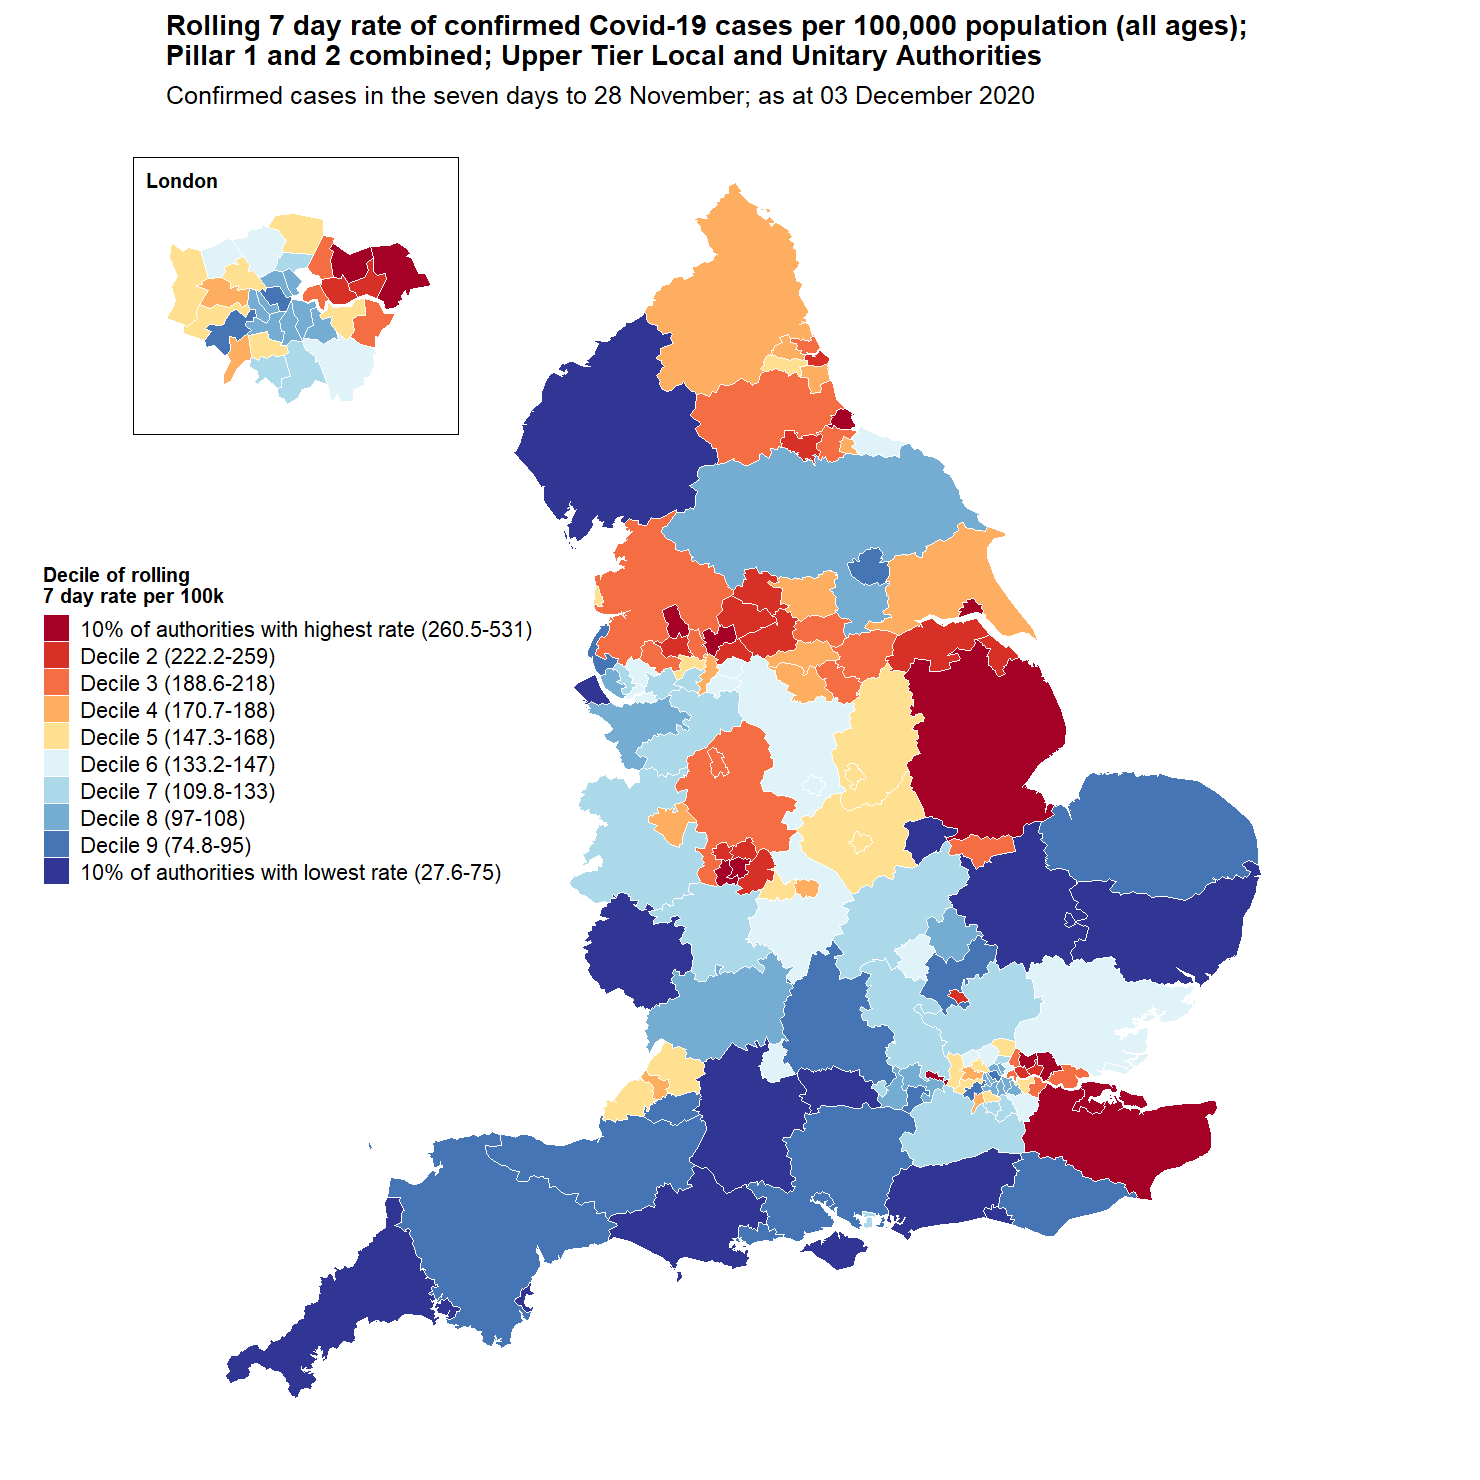 Rolling 7 day rate of confirmed Covid-19 cases per 100,000 population (all ages);
Pillar 1 and 2 combined; Upper Tier Local and Unitary Authorities
Confirmed cases in the seven days to 28 November; as at 03 December 2020
London
Decile of rolling
7 day rate per 100k
10% of authorities with highest rate (260.5-531)
Decile 2 (222.2-259)
Decile 3 (188.6-218)
Decile 4 (170.7-188)
Decile 5 (147.3-168)
Decile 6 (133.2-147)
Decile 7 (109.8-133)
Decile 8 (97-108)
Decile 9 (74.8-95)
10% of authorities with lowest rate (27.6-75)